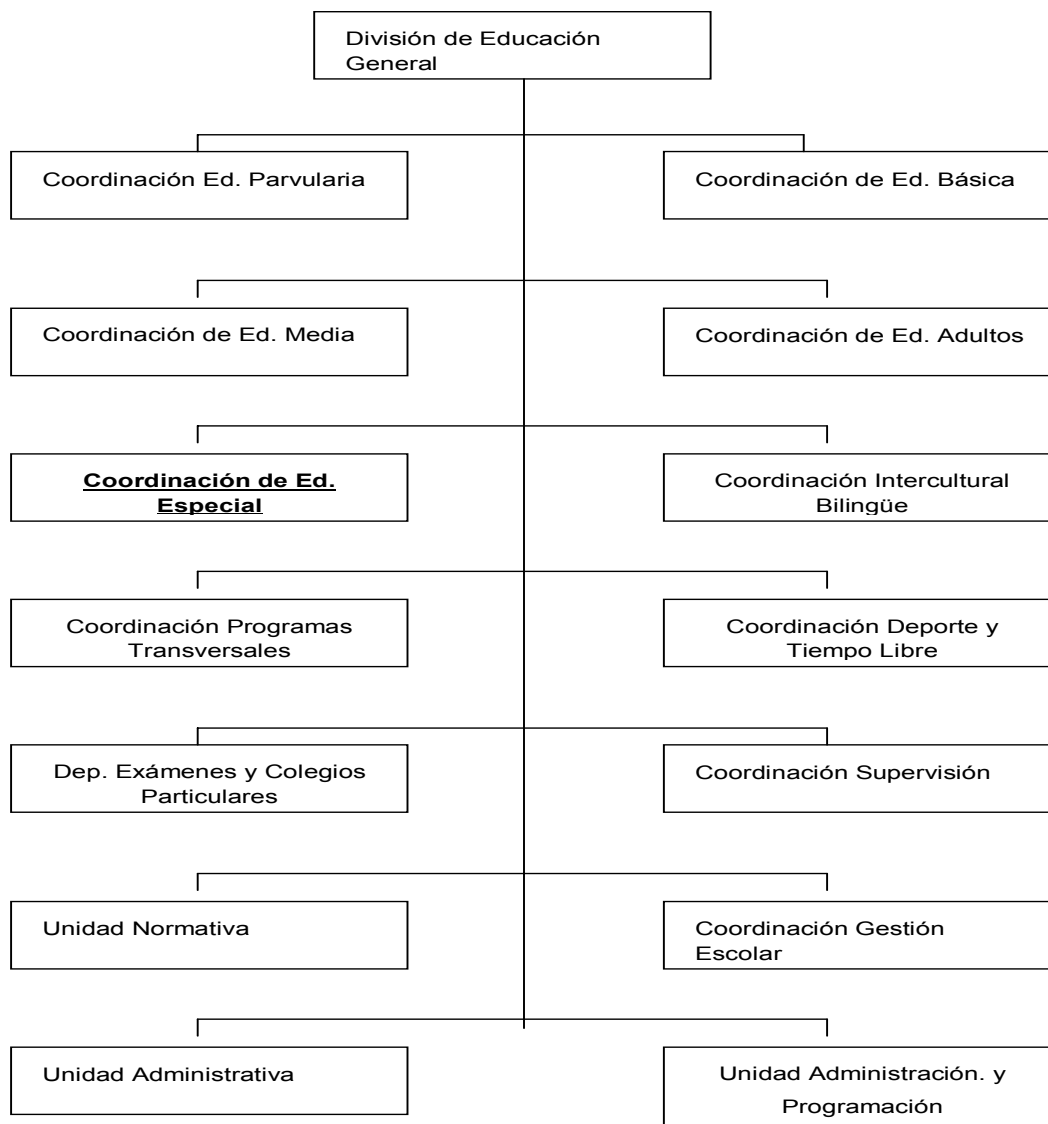 División de Educación
General
Coordinación Ed. Parvularia
Coordinación de Ed. Básica
Coordinación de Ed. Media
Coordinación de Ed. Adultos
Coordinación de Ed.
Especial
Coordinación Intercultural
Bilingüe
Coordinación Programas
Transversales
Coordinación Deporte y
Tiempo Libre
Dep. Exámenes y Colegios
Particulares
Coordinación Supervisión
Unidad Normativa
Coordinación Gestión
Escolar
Unidad Administrativa
Unidad Administración. y
Programación